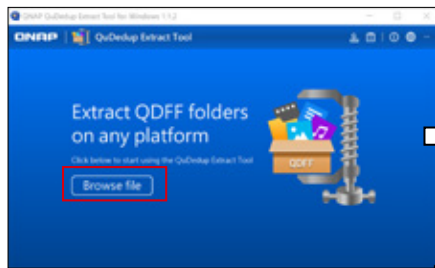 QNAP QuDedup Extract Tool for Windows 1.1.2
QNAP | QuDedup Extract Tool
Extract QDFF folders
on any platform
Click below to start using the QuDedup Extract Tool
Browse file
QDFF